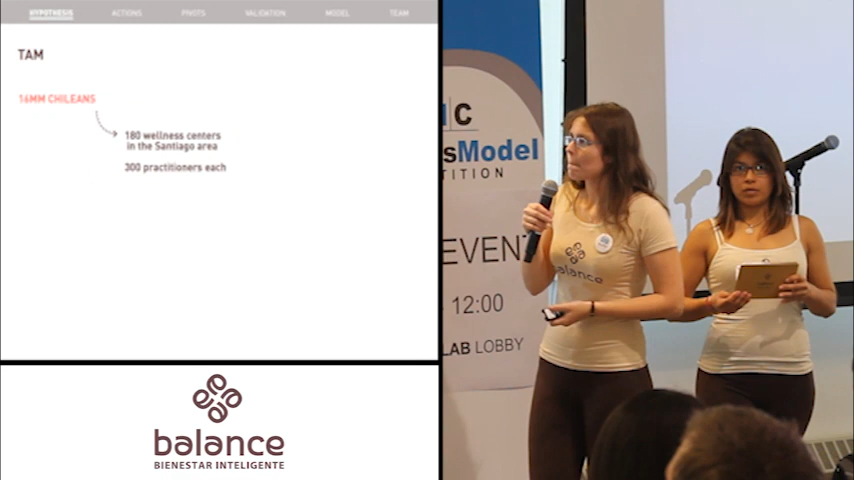 HYPOTHESIS ACTIONS PIVOTS VALIDATION MODEL TEAM
TAM
16MM CHILEANS
180 wellness centers
in the Santiago area
300 practitioners each
balance
BIENESTAR INTELIGENTE
C
sModel
TITION
EVENT
12:00
LAB LOBBY
balance